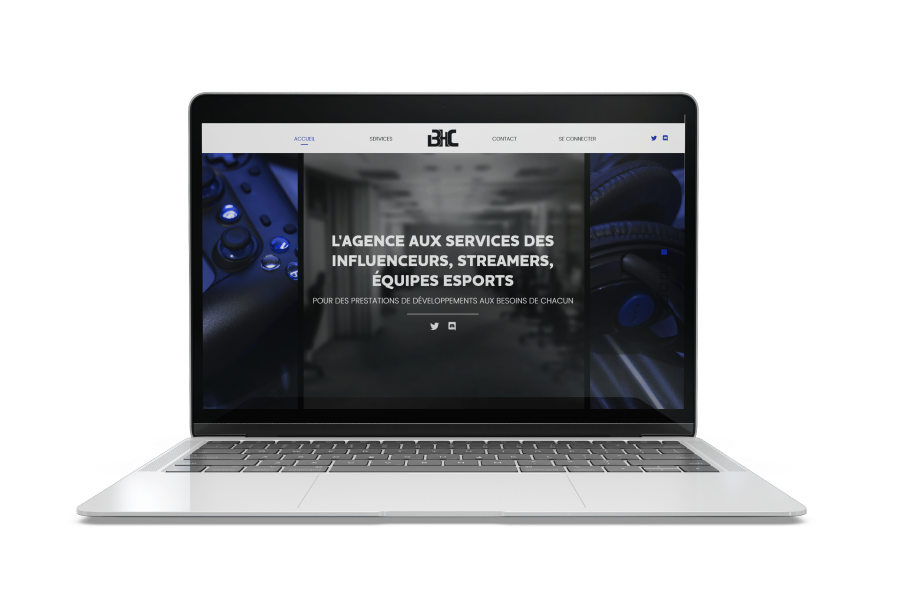 ACCUEIL
SERVICES
BHC
CONTACT
SE CONNECTER
L'AGENCE AUX SERVICES DES
INFLUENCEURS, STREAMERS,
ÉQUIPES ESPORTS
POUR DES PRESTATIONS DE DÉVELOPPEMENTS AUX BESOINS DE CHACUN